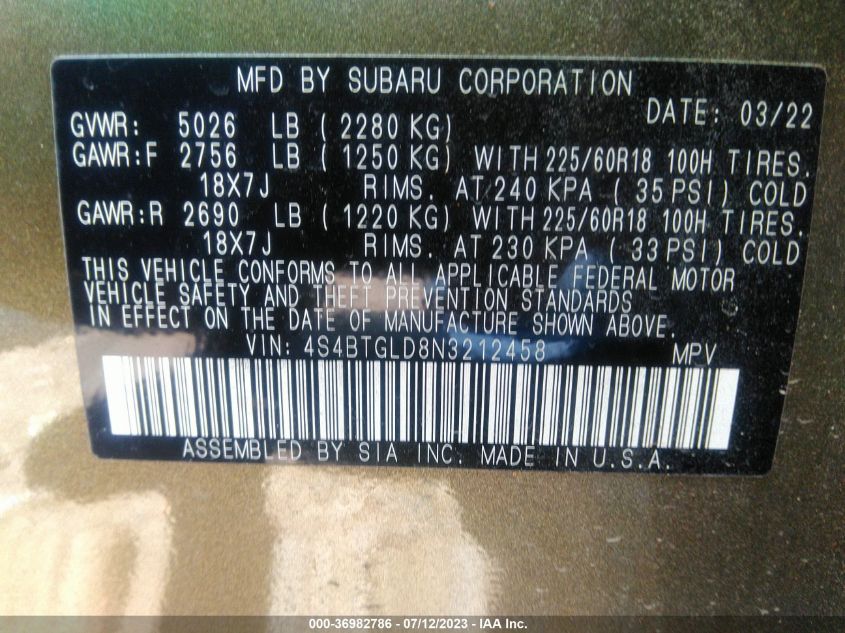 MFD BY SUBARU CORPORATION
DATE: 03/22
GVWR: 5026 LB ( 2280 KG)
GAWR:F 2756 LB ( 1250 KG) WITH 225/60R18 100H TIRES.
18X7J RIMS. AT 240 KPA ( 35 PSI) COLD
GAWR:R 2690 LB ( 1220 KG) WITH 225/60R18 100H TIRES.
18X7J RIMS. AT 230 KPA ( 33 PSI) COLD
THIS VEHICLE CONFORMS TO ALL APPLICABLE FEDERAL MOTOR
VEHICLE SAFETY AND THEFT PREVENTION STANDARDS
IN EFFECT ON THE DATE OF MANUFACTURE SHOWN ABOVE.
VIN: 4S4BTGLD8N3212458 MPV
ASSEMBLED BY SIA INC. MADE IN U.S.A.
000-36982786 - 07/12/2023 - IAA Inc.